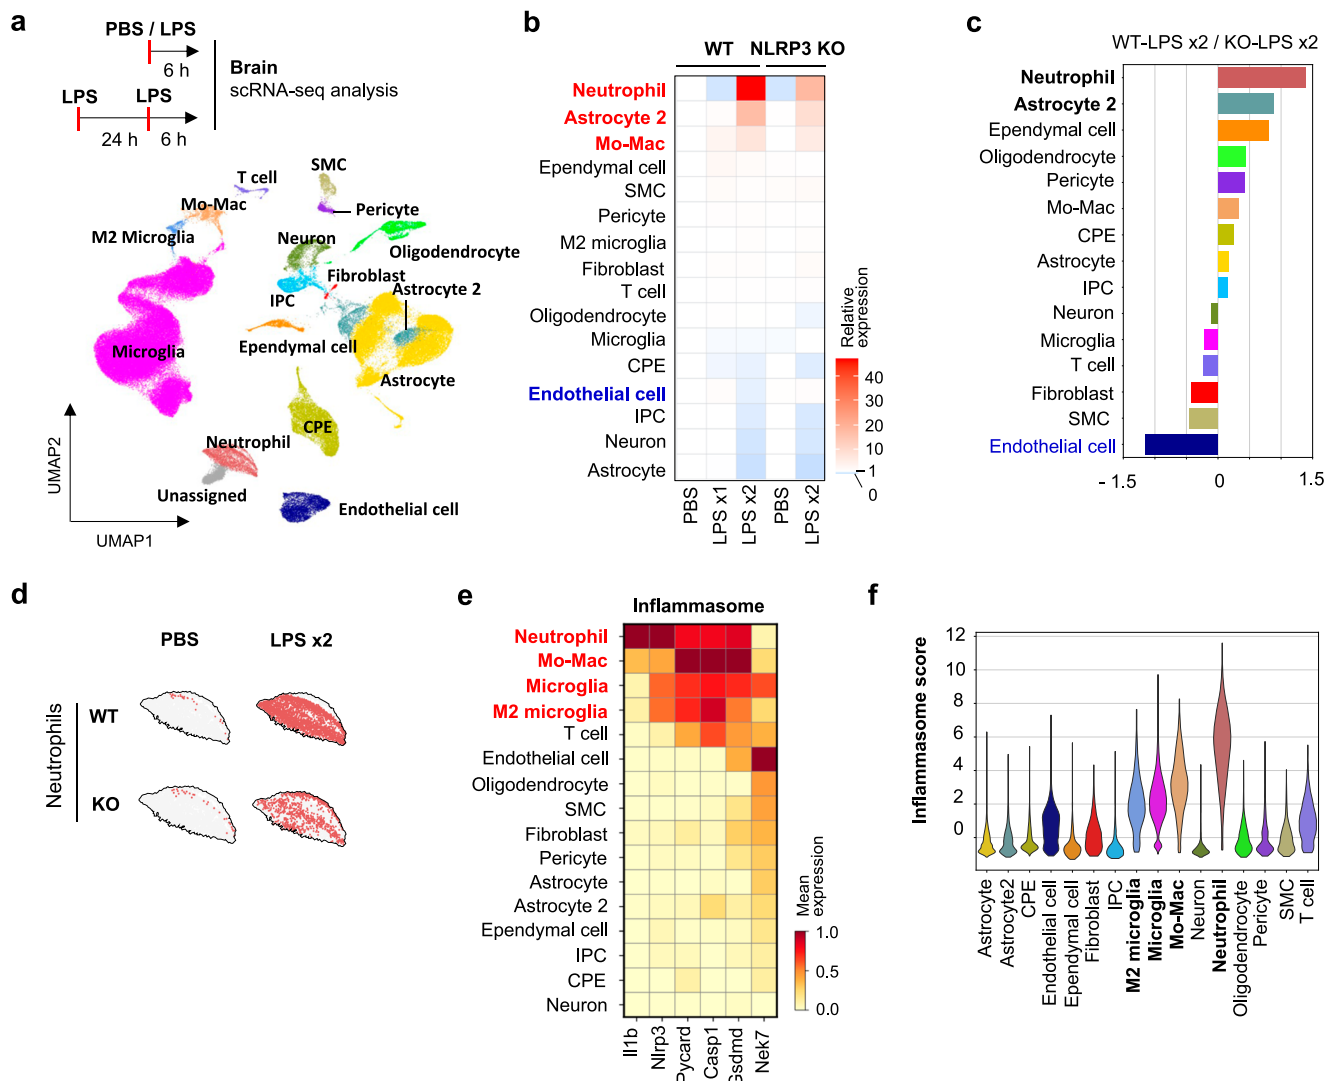 a
PBS / LPS
6 h
Brain
scRNA-seq analysis
LPS
LPS
24 h
6 h
T cell
SMC
Mo-Mac
Pericyte
M2 Microglia
Neuron
Oligodendrocyte
Fibroblast
Astrocyte 2
IPC
Ependymal cell
Microglia
Astrocyte
CPE
Neutrophil
Unassigned
Endothelial cell
UMAP2
UMAP1
b
WT
NLRP3 KO
Neutrophil
Astrocyte 2
Mo-Mac
Ependymal cell
SMC
Pericyte
M2 microglia
Fibroblast
T cell
Oligodendrocyte
Microglia
CPE
Endothelial cell
IPC
Neuron
Astrocyte
PBS
LPS x1
LPS x2
PBS
LPS x2
Relative
expression
40
30
20
10
1
0
c
WT-LPS x2 / KO-LPS x2
Neutrophil
Astrocyte 2
Ependymal cell
Oligodendrocyte
Pericyte
Mo-Mac
CPE
Astrocyte
IPC
Neuron
Microglia
T cell
Fibroblast
SMC
Endothelial cell
- 1.5
0
1.5
d
PBS
LPS x2
Neutrophils
WT
KO
e
Inflammasome
Neutrophil
Mo-Mac
Microglia
M2 microglia
T cell
Endothelial cell
Oligodendrocyte
SMC
Fibroblast
Pericyte
Astrocyte
Astrocyte 2
Ependymal cell
IPC
CPE
Neuron
Il1b
Nlrp3
Pycard
Casp1
Gsdmd
Nek7
Mean
expression
1.0
0.5
0.0
f
Inflammasome score
12
10
8
6
4
2
0
Astrocyte
Astrocyte2
CPE
Endothelial cell
Ependymal cell
Fibroblast
IPC
M2 microglia
Microglia
Mo-Mac
Neuron
Neutrophil
Oligodendrocyte
Pericyte
SMC
T cell